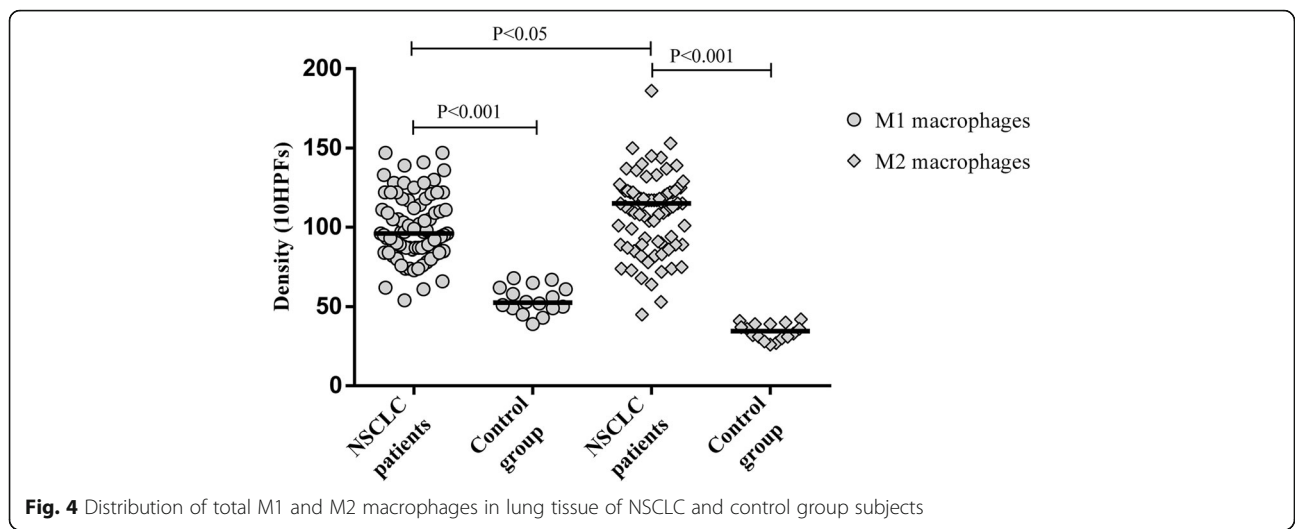 P<0.05
P<0.001
P<0.001
200
150
100
50
0
Density (10HPFs)
M1 macrophages
M2 macrophages
NSCLC
patients
Control
group
NSCLC
patients
Control
group
Fig. 4 Distribution of total M1 and M2 macrophages in lung tissue of NSCLC and control group subjects